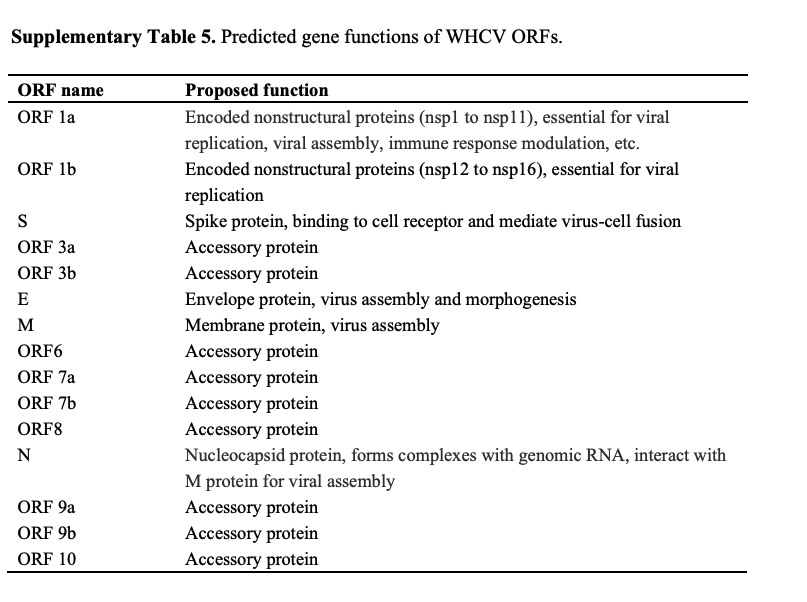 Supplementary Table 5. Predicted gene functions of WHCV ORFs.
ORF name Proposed function
ORF 1a Encoded nonstructural proteins (nsp1 to nsp11), essential for viral
replication, viral assembly, immune response modulation, etc.
ORF 1b Encoded nonstructural proteins (nsp12 to nsp16), essential for viral
replication
S Spike protein, binding to cell receptor and mediate virus-cell fusion
ORF 3a Accessory protein
ORF 3b Accessory protein
E Envelope protein, virus assembly and morphogenesis
M Membrane protein, virus assembly
ORF6 Accessory protein
ORF 7a Accessory protein
ORF 7b Accessory protein
ORF8 Accessory protein
N Nucleocapsid protein, forms complexes with genomic RNA, interact with
M protein for viral assembly
ORF 9a Accessory protein
ORF 9b Accessory protein
ORF 10 Accessory protein